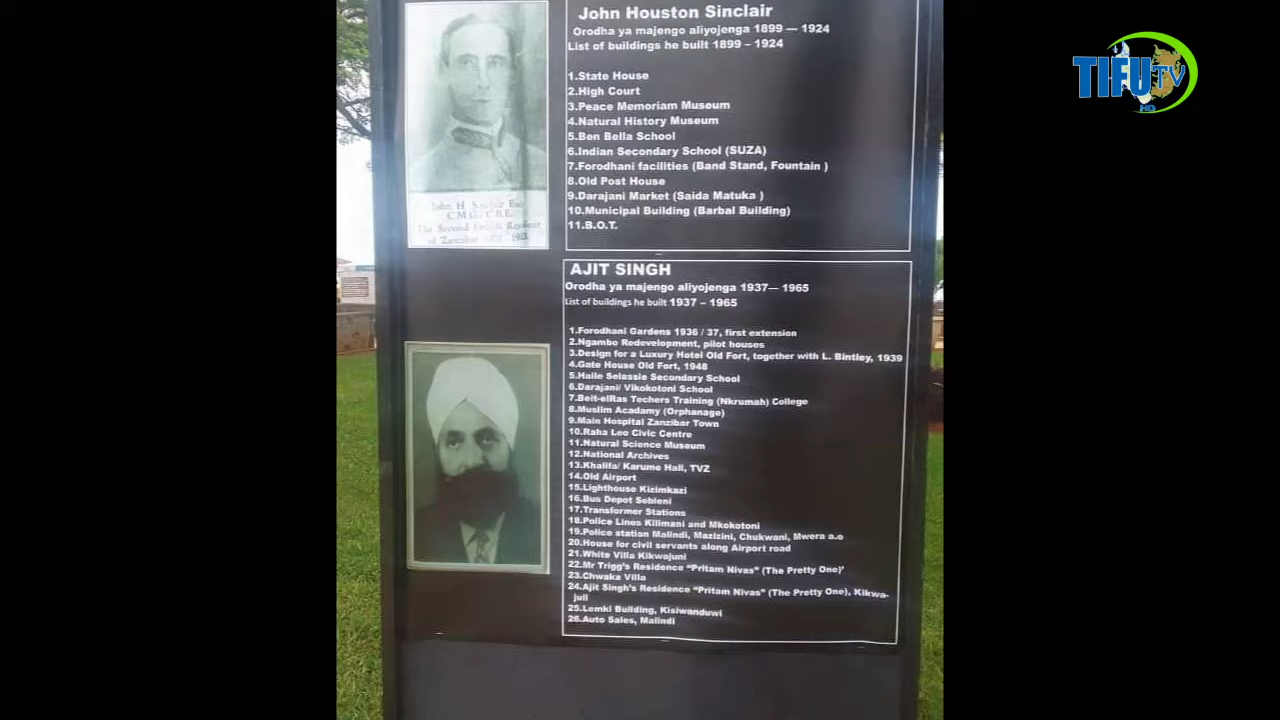 John Houston Sinclair
Orodha ya majengo aliyojenga 1899 — 1924
List of buildings he built 1899 – 1924
1.State House
2.High Court
3.Peace Memoriam Museum
4.Natural History Museum
5.Ben Bella School
6.Indian Secondary School (SUZA)
7.Forodhani facilities (Band Stand, Fountain )
8.Old Post House
9.Darajani Market (Saida Matuka )
10.Municipal Building (Barbal Building)
11.B.O.T.
John H. Sinclair Esq
C.M.G., C.B.E.
The Second British Resident
of Zanzibar
AJIT SINGH
Orodha ya majengo aliyojenga 1937— 1965
List of buildings he built 1937 – 1965
1.Forodhani Gardens 1936 / 37, first extension
2.Ngambo Redevelopment, pilot houses
3.Design for a Luxury Hotel Old Fort, together with L. Bintley, 1939
4.Gate House Old Fort, 1948
5.Haile Selassie Secondary School
6.Darajani/ Vikokotoni School
7.Beit-elRas Techers Training (Nkrumah) College
8.Muslim Acadamy (Orphanage)
9.Main Hospital Zanzibar Town
10.Raha Leo Civic Centre
11.Natural Science Museum
12.National Archives
13.Khalifa/ Karume Hall, TVZ
14.Old Airport
15.Lighthouse Kizimkazi
16.Bus Depot Sebleni
17.Transformer Stations
18.Police Lines Kilimani and Mkokotoni
19.Police station Malindi, Mazizini, Chukwani, Mwera a.o
20.House for civil servants along Airport road
21.White Villa Kikwajuni
22.Mr Trigg's Residence “Pritam Nivas” (The Pretty One)’
23.Chwaka Villa
24.Ajit Singh's Residence “Pritam Nivas” (The Pretty One), Kikwa-
juli
25.Lemki Building, Kisiwanduwi
26.Auto Sales, Malindi
TIFU TV
HD